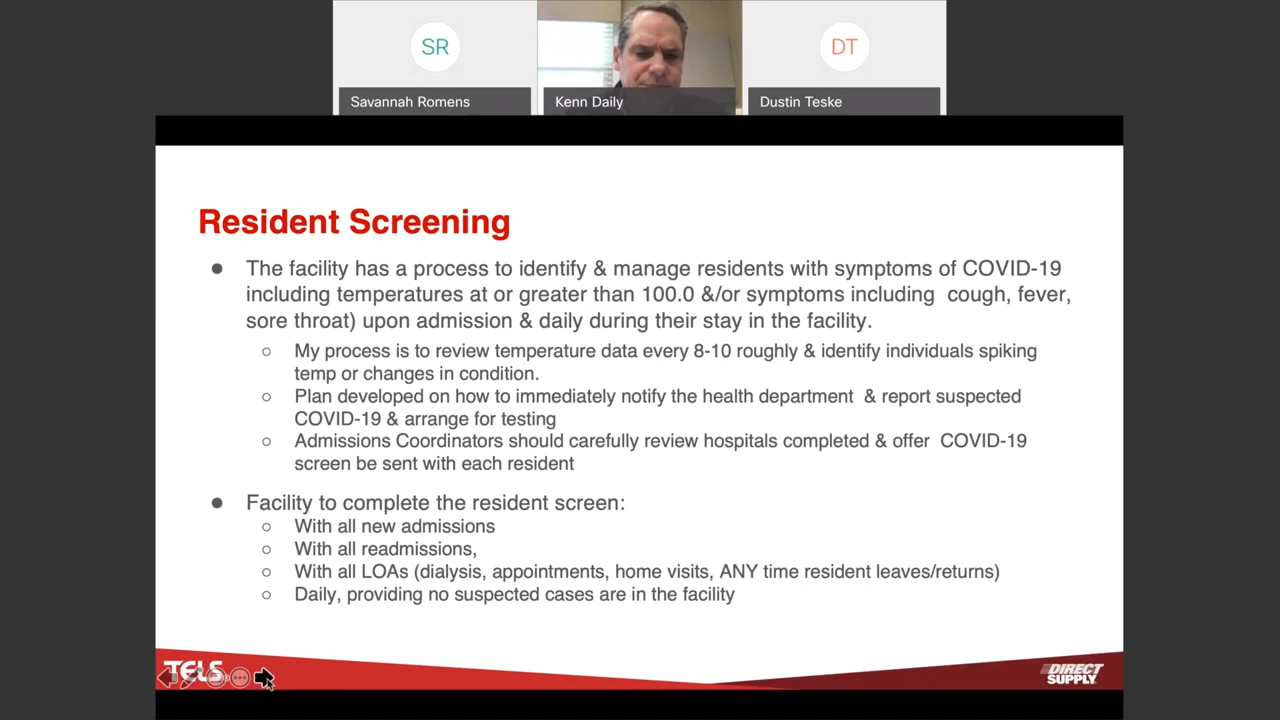 SR
DT
Savannah Romens
Kenn Daily
Dustin Teske
Resident Screening
● The facility has a process to identify & manage residents with symptoms of COVID-19
including temperatures at or greater than 100.0 &/or symptoms including cough, fever,
sore throat) upon admission & daily during their stay in the facility.
○ My process is to review temperature data every 8-10 roughly & identify individuals spiking
temp or changes in condition.
○ Plan developed on how to immediately notify the health department & report suspected
COVID-19 & arrange for testing
○ Admissions Coordinators should carefully review hospitals completed & offer COVID-19
screen be sent with each resident
● Facility to complete the resident screen:
○ With all new admissions
○ With all readmissions,
○ With all LOAs (dialysis, appointments, home visits, ANY time resident leaves/returns)
○ Daily, providing no suspected cases are in the facility
TELS
DIRECT
SUPPLY